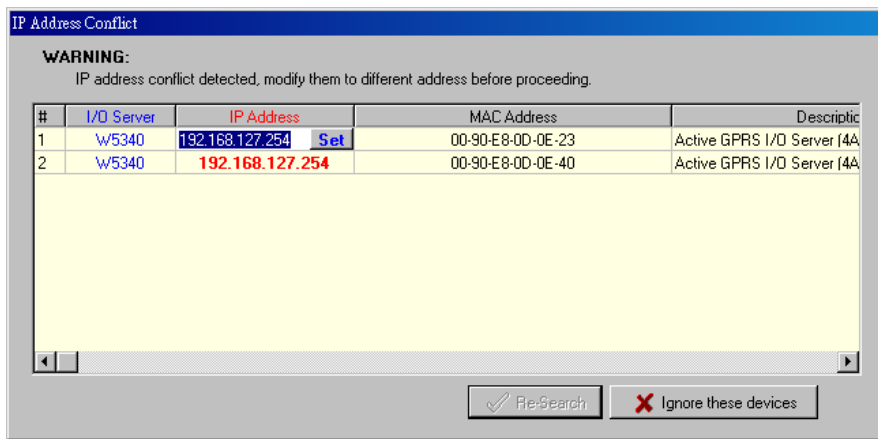 IP Address Conflict
WARNING:
IP address conflict detected, modify them to different address before proceeding.
# I/O Server IP Address MAC Address Descriptic
1 W5340 192.168.127.254 Set 00-90-E8-0D-0E-23 Active GPRS I/O Server (4A
2 W5340 192.168.127.254 00-90-E8-0D-0E-40 Active GPRS I/O Server (4A
Re-Search Ignore these devices